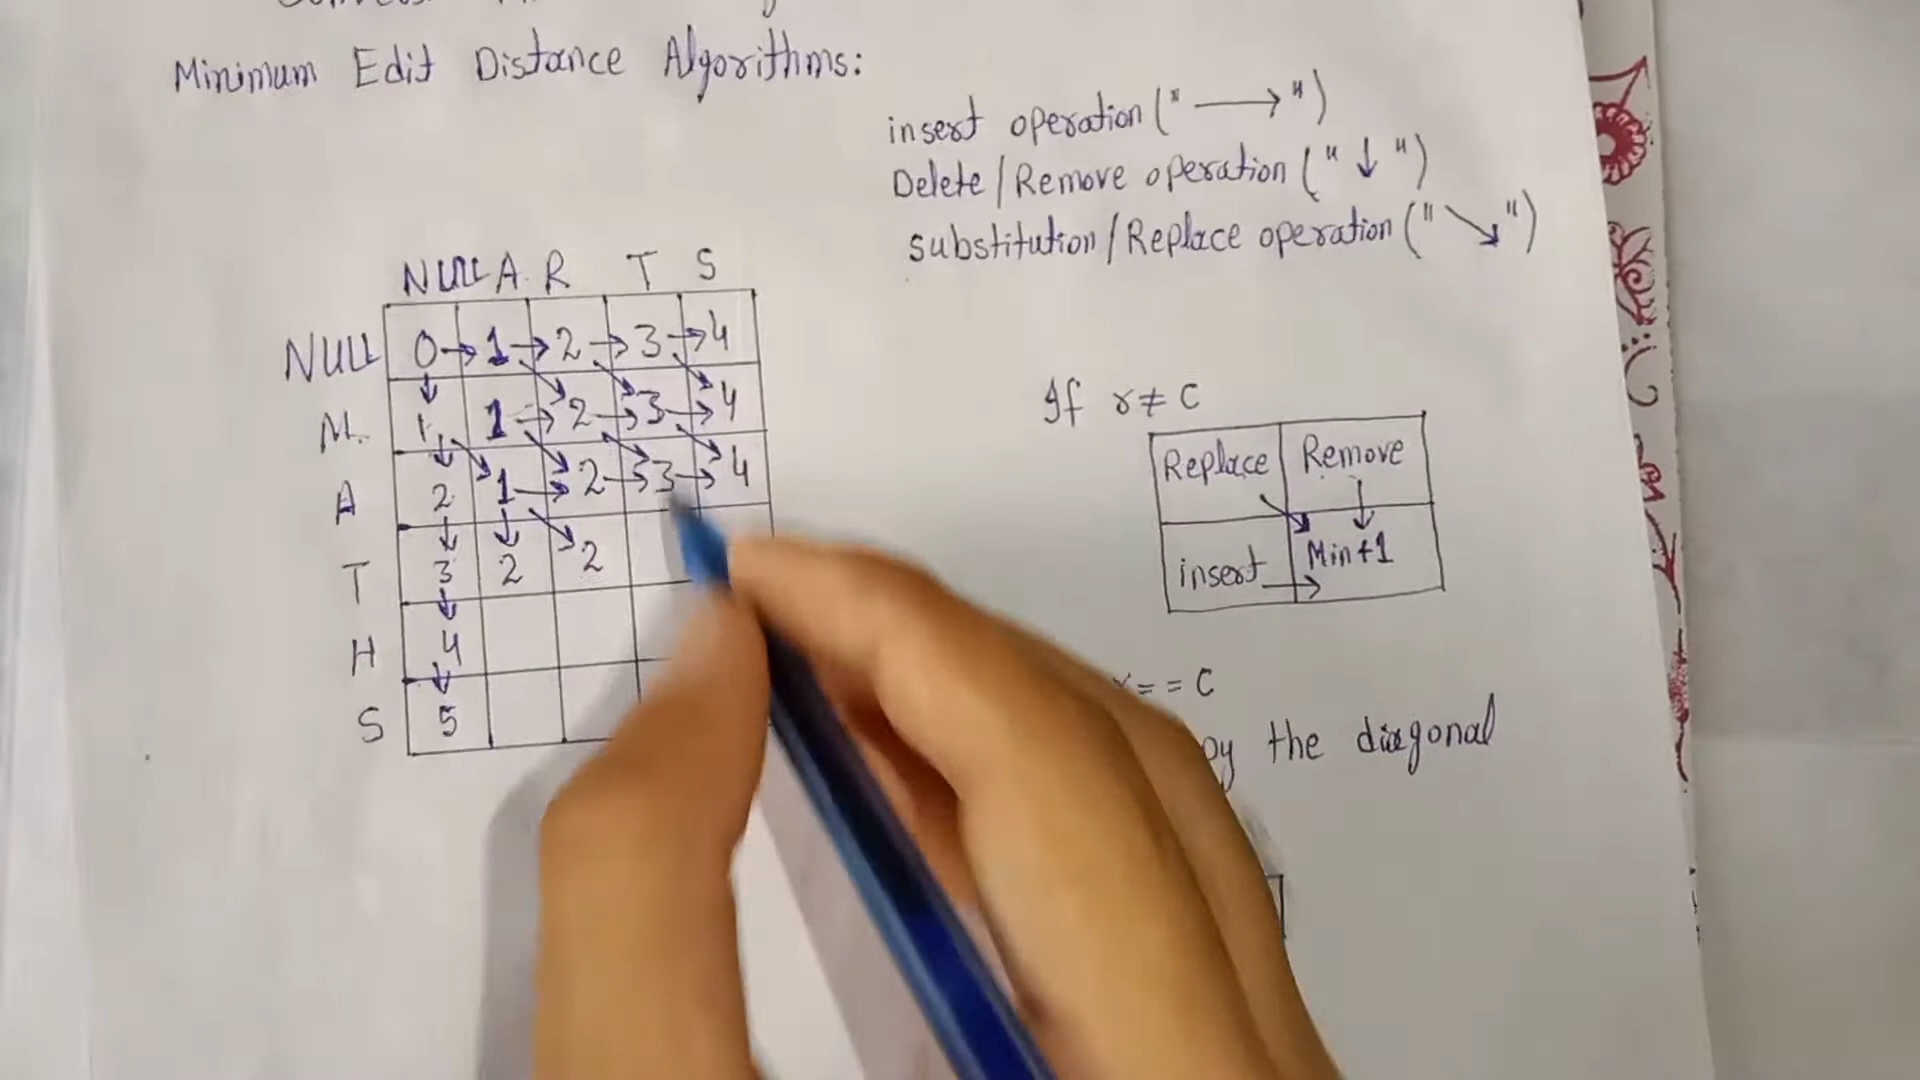 Minimum Edit Distance Algorithms:
insert operation (" → ")
Delete/Remove operation (" ↓ ")
substitution/Replace operation (" ↘ ")
NULL A R T S
NULL 0 → 1 → 2 → 3 → 4
M 1 1 → 2 → 3 → 4
A 2 1 → 2 → 3 → 4
T 3 2 2
H 4
S 5
If r ≠ C
Replace Remove
insert → Min+1
== C
the diagonal